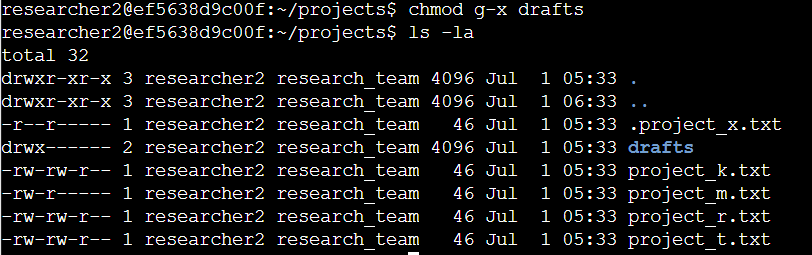 researcher2@ef5638d9c00f:~/projects$ chmod g-x drafts
researcher2@ef5638d9c00f:~/projects$ ls -la
total 32
drwxr-xr-x 3 researcher2 research_team 4096 Jul  1 05:33 .
drwxr-xr-x 3 researcher2 research_team 4096 Jul  1 06:33 ..
-r--r----- 1 researcher2 research_team   46 Jul  1 05:33 .project_x.txt
drwx------ 2 researcher2 research_team 4096 Jul  1 05:33 drafts
-rw-rw-r-- 1 researcher2 research_team   46 Jul  1 05:33 project_k.txt
-rw-r----- 1 researcher2 research_team   46 Jul  1 05:33 project_m.txt
-rw-rw-r-- 1 researcher2 research_team   46 Jul  1 05:33 project_r.txt
-rw-rw-r-- 1 researcher2 research_team   46 Jul  1 05:33 project_t.txt